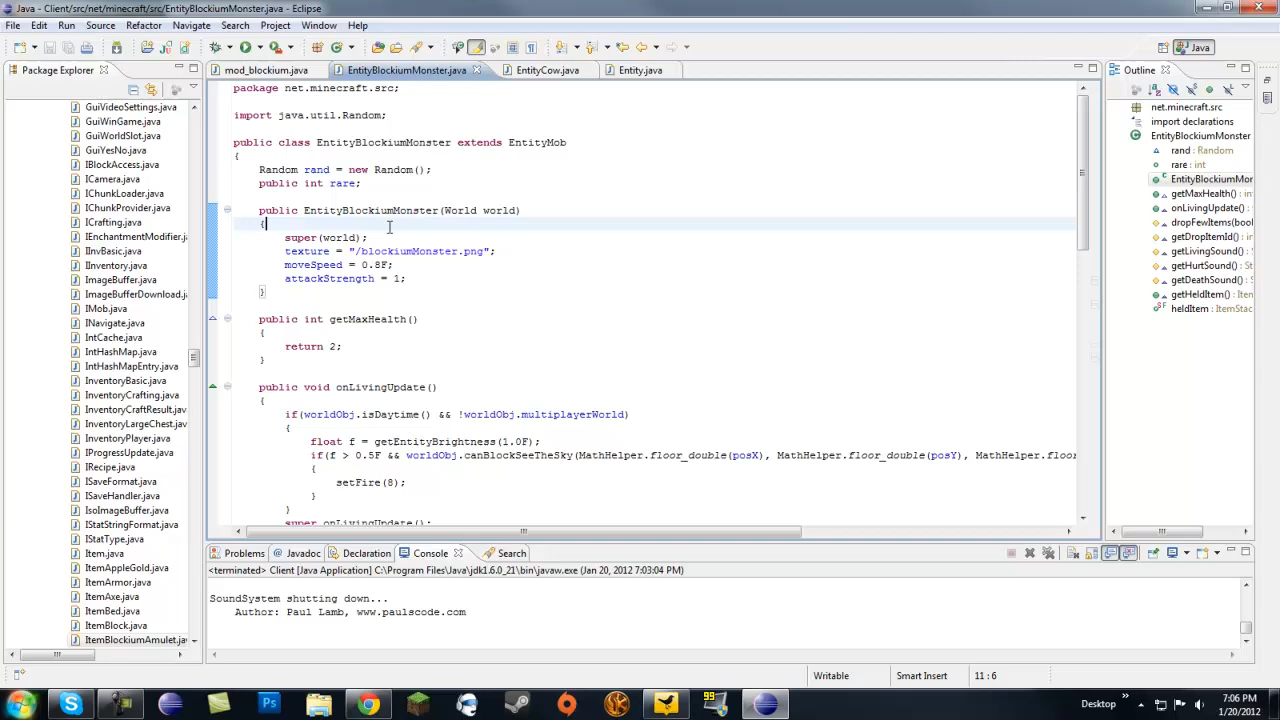 Java - Client/src/net/minecraft/src/EntityBlockiumMonster.java - Eclipse
File Edit Run Source Refactor Navigate Search Project Window Help
Java
Package Explorer
mod_blockium.java
EntityBlockiumMonster.java
EntityCow.java
Entity.java
Outline
GuiVideoSettings.java
GuiWinGame.java
GuiWorldSlot.java
GuiYesNo.java
IBlockAccess.java
ICamera.java
IChunkLoader.java
IChunkProvider.java
ICrafting.java
IEnchantmentModifier.ja
IInvBasic.java
IInventory.java
ImageBuffer.java
ImageBufferDownload.java
IMob.java
INavigate.java
IntCache.java
IntHashMap.java
IntHashMapEntry.java
InventoryBasic.java
InventoryCrafting.java
InventoryCraftResult.java
InventoryLargeChest.java
InventoryPlayer.java
IProgressUpdate.java
IRecipe.java
ISaveFormat.java
ISaveHandler.java
IsoImageBuffer.java
IStatStringFormat.java
IStatType.java
Item.java
ItemAppleGold.java
ItemArmor.java
ItemAxe.java
ItemBed.java
ItemBlock.java
ItemBlockiumAmulet.jav
package net.minecraft.src;
import java.util.Random;
public class EntityBlockiumMonster extends EntityMob
{
Random rand = new Random();
public int rare;
public EntityBlockiumMonster(World world)
{
super(world);
texture = "/blockiumMonster.png";
moveSpeed = 0.8F;
attackStrength = 1;
}
public int getMaxHealth()
{
return 2;
}
public void onLivingUpdate()
{
if(worldObj.isDaytime() && !worldObj.multiplayerWorld)
{
float f = getEntityBrightness(1.0F);
if(f > 0.5F && worldObj.canBlockSeeTheSky(MathHelper.floor_double(posX), MathHelper.floor_double(posY), MathHelper.floor
{
setFire(8);
}
}
super.onLivingUpdate();
net.minecraft.src
import declarations
EntityBlockiumMonster
rand : Random
rare : int
EntityBlockiumMor
getMaxHealth()
onLivingUpdate()
dropFewItems(bool
getDropItemId()
getLivingSound()
getHurtSound()
getDeathSound()
getHeldItem() : Item
heldItem : ItemStac
Problems
Javadoc
Declaration
Console
Search
<terminated> Client [Java Application] C:\Program Files\Java\jdk1.6.0_21\bin\javaw.exe (Jan 20, 2012 7:03:04 PM)
SoundSystem shutting down...
Author: Paul Lamb, www.paulscode.com
Writable
Smart Insert
11 : 6
99
Desktop
7:06 PM
1/20/2012